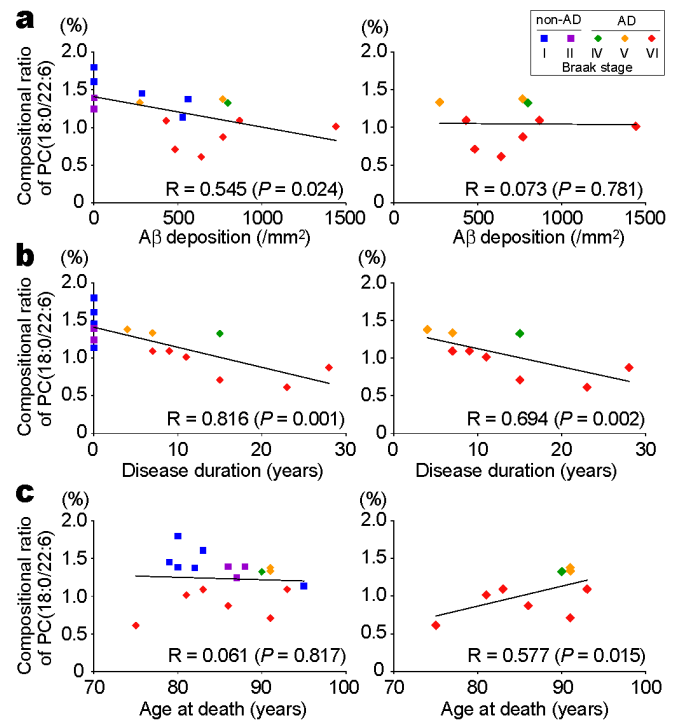 a
(%)
non-AD AD
I II IV V VI
Braak stage
Compositional ratio
of PC(18:0/22:6)
2.0
1.5
1.0
0.5
0
R = 0.545 (P = 0.024)
0 500 1000 1500
Aβ deposition (/mm2)
(%)
2.0
1.5
1.0
0.5
0
R = 0.073 (P = 0.781)
0 500 1000 1500
Aβ deposition (/mm2)
b
(%)
Compositional ratio
of PC(18:0/22:6)
2.0
1.5
1.0
0.5
0
R = 0.816 (P = 0.001)
0 10 20 30
Disease duration (years)
(%)
2.0
1.5
1.0
0.5
0
R = 0.694 (P = 0.002)
0 10 20 30
Disease duration (years)
c
(%)
Compositional ratio
of PC(18:0/22:6)
2.0
1.5
1.0
0.5
0
R = 0.061 (P = 0.817)
70 80 90 100
Age at death (years)
(%)
2.0
1.5
1.0
0.5
0
R = 0.577 (P = 0.015)
70 80 90 100
Age at death (years)